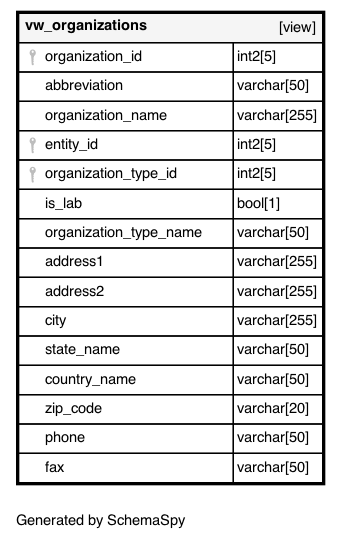 vw_organizations [view]
organization_id int2[5]
abbreviation varchar[50]
organization_name varchar[255]
entity_id int2[5]
organization_type_id int2[5]
is_lab bool[1]
organization_type_name varchar[50]
address1 varchar[255]
address2 varchar[255]
city varchar[255]
state_name varchar[50]
country_name varchar[50]
zip_code varchar[20]
phone varchar[50]
fax varchar[50]
Generated by SchemaSpy